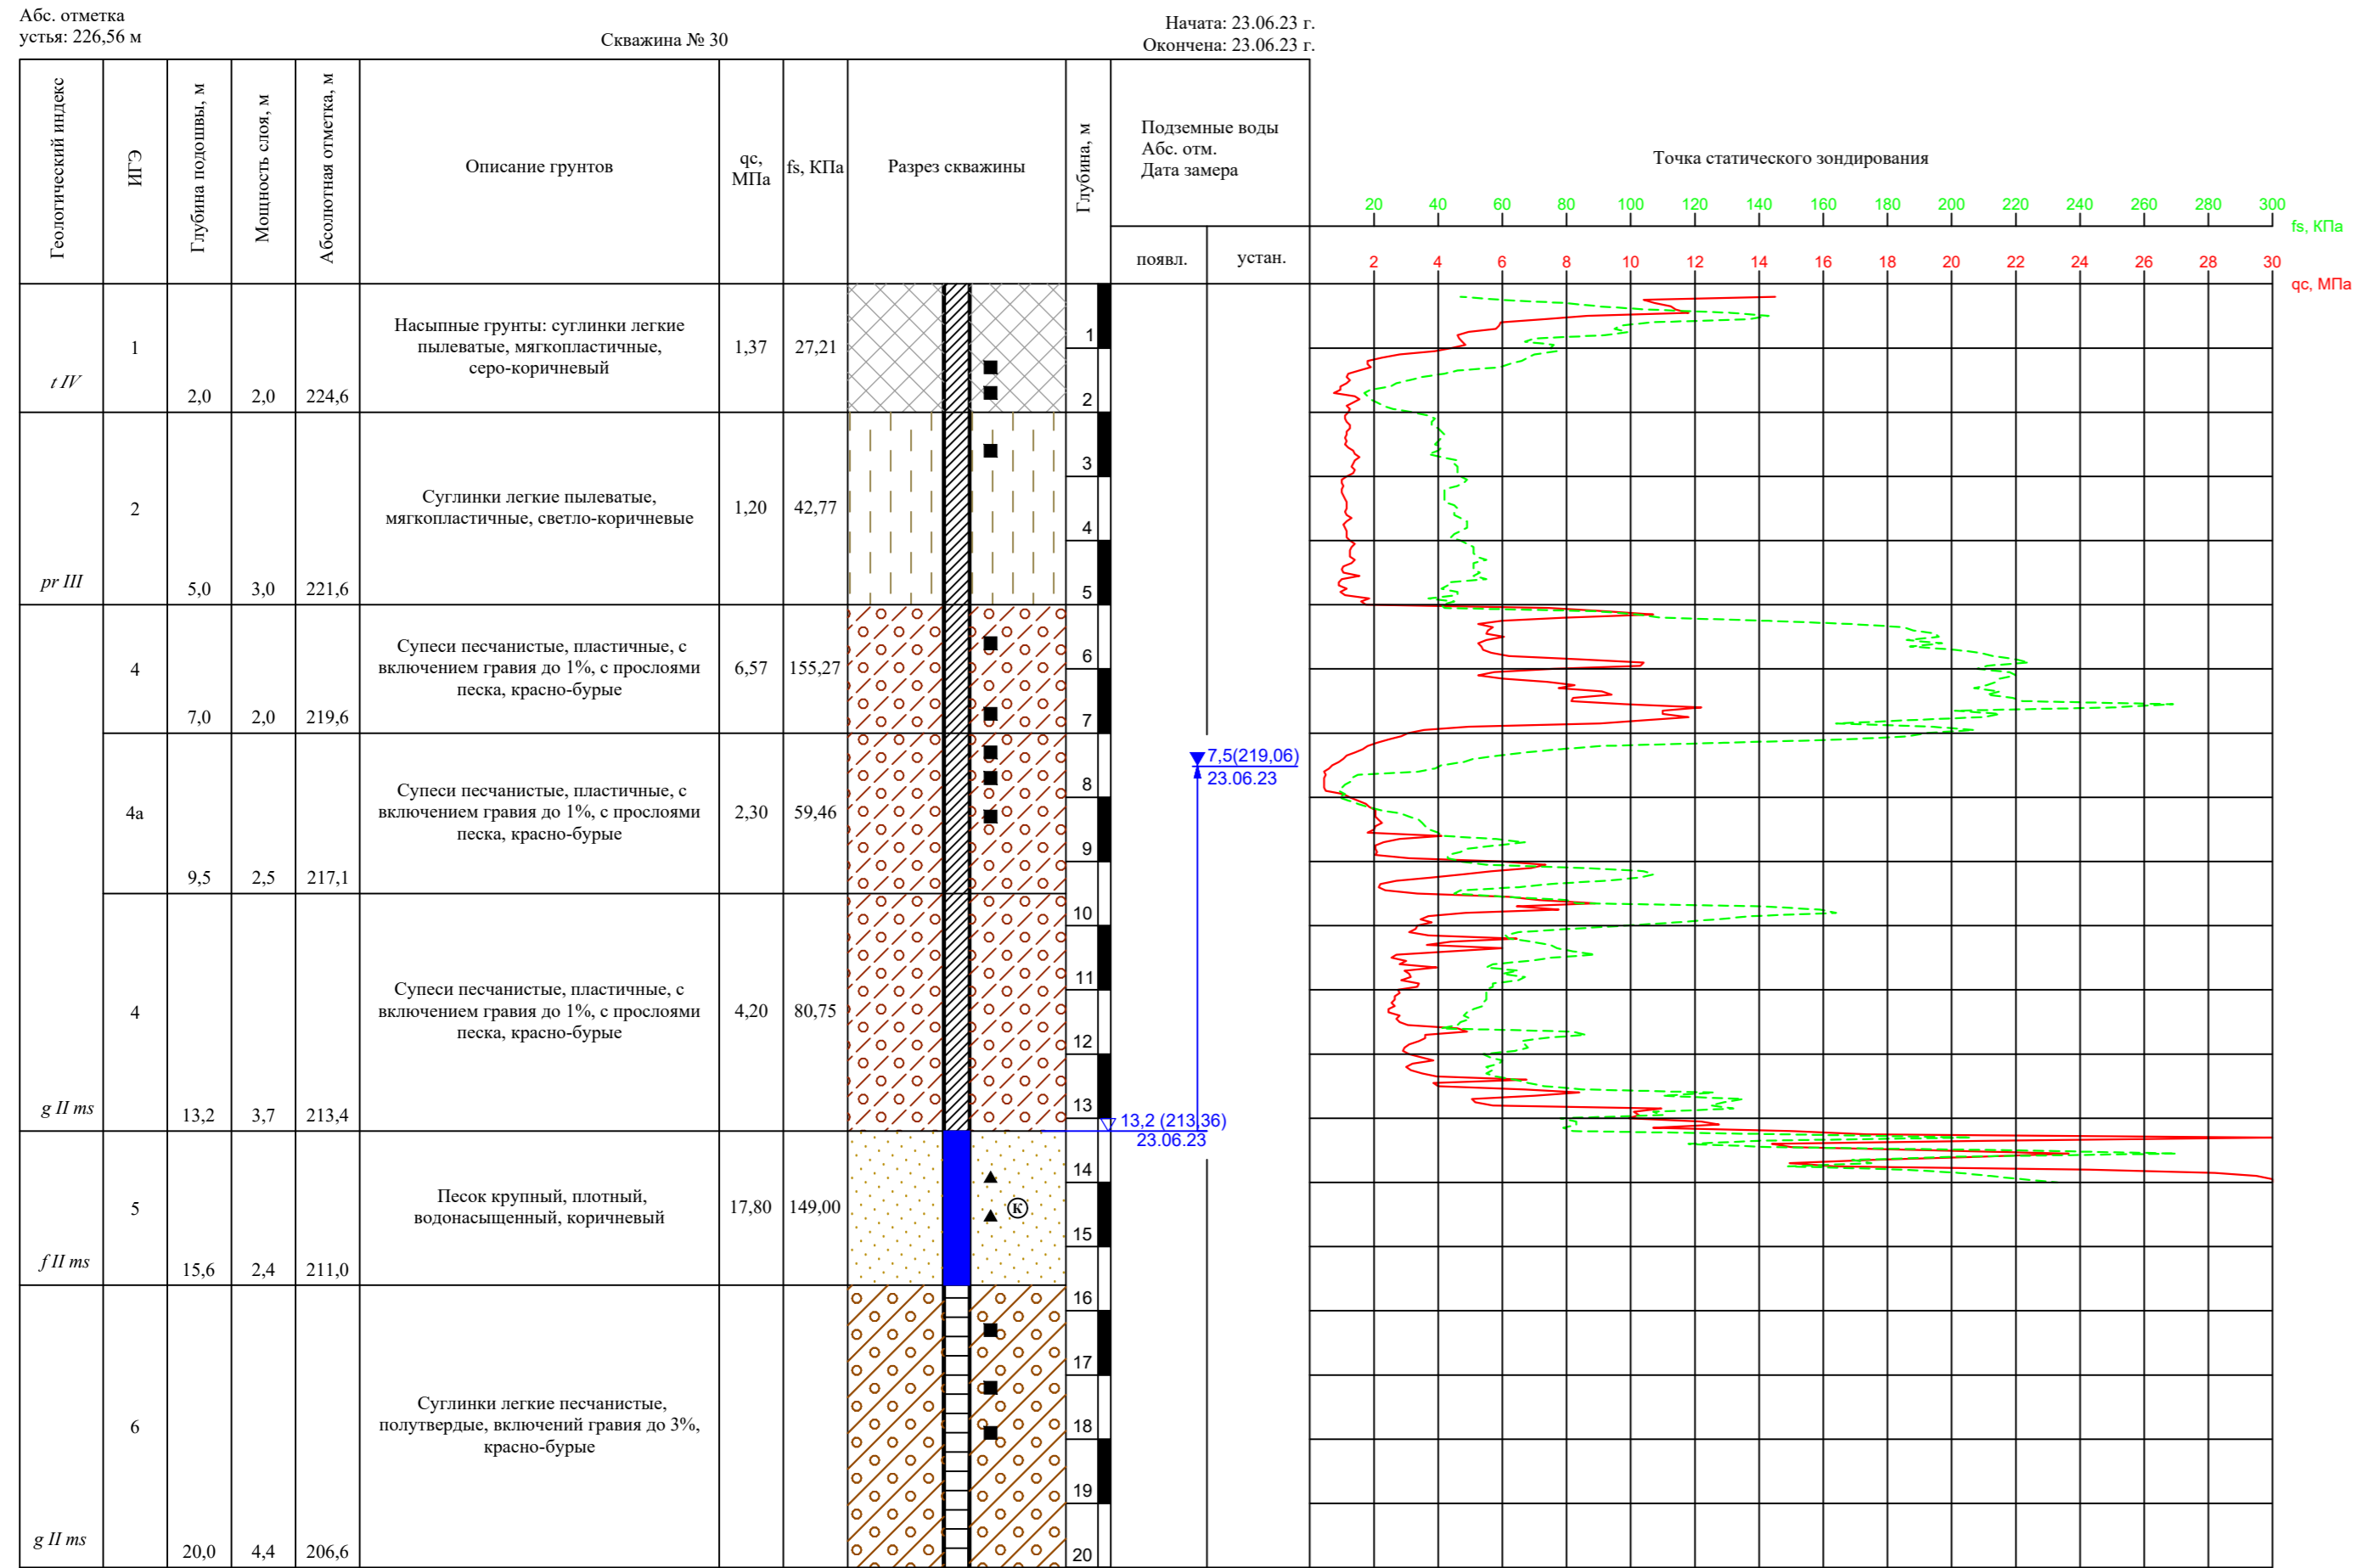 Абс. отметка
устья: 226,56 м
Скважина № 30
Начата: 23.06.23 г.
Окончена: 23.06.23 г.
Геологический индекс
ИГЭ
Глубина подошвы, м
Мощность слоя, м
Абсолютная отметка, м
Описание грунтов
qc,
МПа
fs, КПа
Разрез скважины
Глубина, м
Подземные воды
Абс. отм.
Дата замера
появл.
устан.
Точка статического зондирования
20 40 60 80 100 120 140 160 180 200 220 240 260 280 300
fs, КПа
2 4 6 8 10 12 14 16 18 20 22 24 26 28 30
qc, МПа
t IV
1
2,0 2,0 224,6
Насыпные грунты: суглинки легкие
пылеватые, мягкопластичные,
серо-коричневый
1,37 27,21
1
2
pr III
2
5,0 3,0 221,6
Суглинки легкие пылеватые,
мягкопластичные, светло-коричневые
1,20 42,77
3
4
5
4
7,0 2,0 219,6
Супеси песчанистые, пластичные, с
включением гравия до 1%, с прослоями
песка, красно-бурые
6,57 155,27
6
7
4а
9,5 2,5 217,1
Супеси песчанистые, пластичные, с
включением гравия до 1%, с прослоями
песка, красно-бурые
2,30 59,46
8
9
7,5(219,06)
23.06.23
g II ms
4
13,2 3,7 213,4
Супеси песчанистые, пластичные, с
включением гравия до 1%, с прослоями
песка, красно-бурые
4,20 80,75
10
11
12
13
13,2 (213,36)
23.06.23
f II ms
5
15,6 2,4 211,0
Песок крупный, плотный,
водонасыщенный, коричневый
17,80 149,00
К
14
15
g II ms
6
20,0 4,4 206,6
Суглинки легкие песчанистые,
полутвердые, включений гравия до 3%,
красно-бурые
16
17
18
19
20